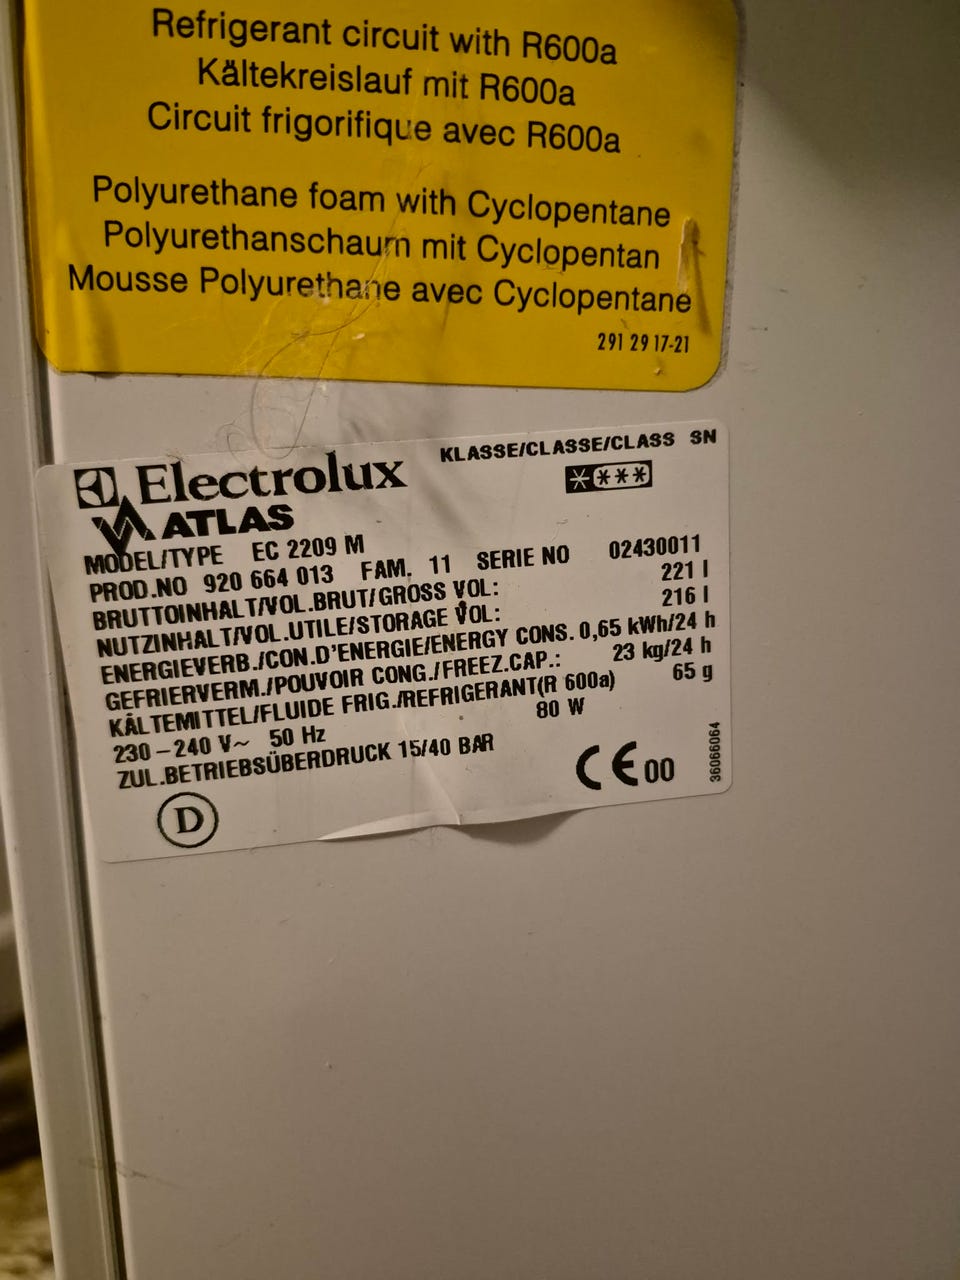 Refrigerant circuit with R600a
Kältekreislauf mit R600a
Circuit frigorifique avec R600a
Polyurethane foam with Cyclopentane
Polyurethanschaum mit Cyclopentan
Mousse Polyurethane avec Cyclopentane
291 29 17-21
KLASSE/CLASSE/CLASS SN
Electrolux
ATLAS
MODEL/TYPE EC 2209 M
PROD.NO 920 664 013 FAM. 11 SERIE NO 02430011
BRUTTOINHALT/VOL.BRUT/GROSS VOL: 221 l
NUTZINHALT/VOL.UTILE/STORAGE VOL: 216 l
ENERGIEVERB./CON.D'ENERGIE/ENERGY CONS. 0,65 kWh/24 h
GEFRIERVERM./POUVOIR CONG./FREEZ.CAP.: 23 kg/24 h
KÄLTEMITTEL/FLUIDE FRIG./REFRIGERANT(R 600a) 65 g
230-240 V~ 50 Hz 80 W
ZUL.BETRIEBSÜBERDRUCK 15/40 BAR
CE 00
36066064
D